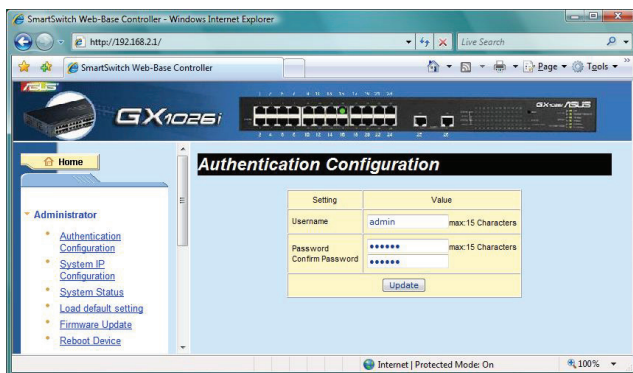 SmartSwitch Web-Base Controller - Windows Internet Explorer
http://192.168.2.1/
Live Search
SmartSwitch Web-Base Controller
Page
Tools
ASUS
GX1026i
ASUS
Home
Authentication Configuration
Setting Value
Username admin max:15 Characters
Password max:15 Characters
Confirm Password
Update
Administrator
Authentication
Configuration
System IP
Configuration
System Status
Load default setting
Firmware Update
Reboot Device
Internet | Protected Mode: On
100%